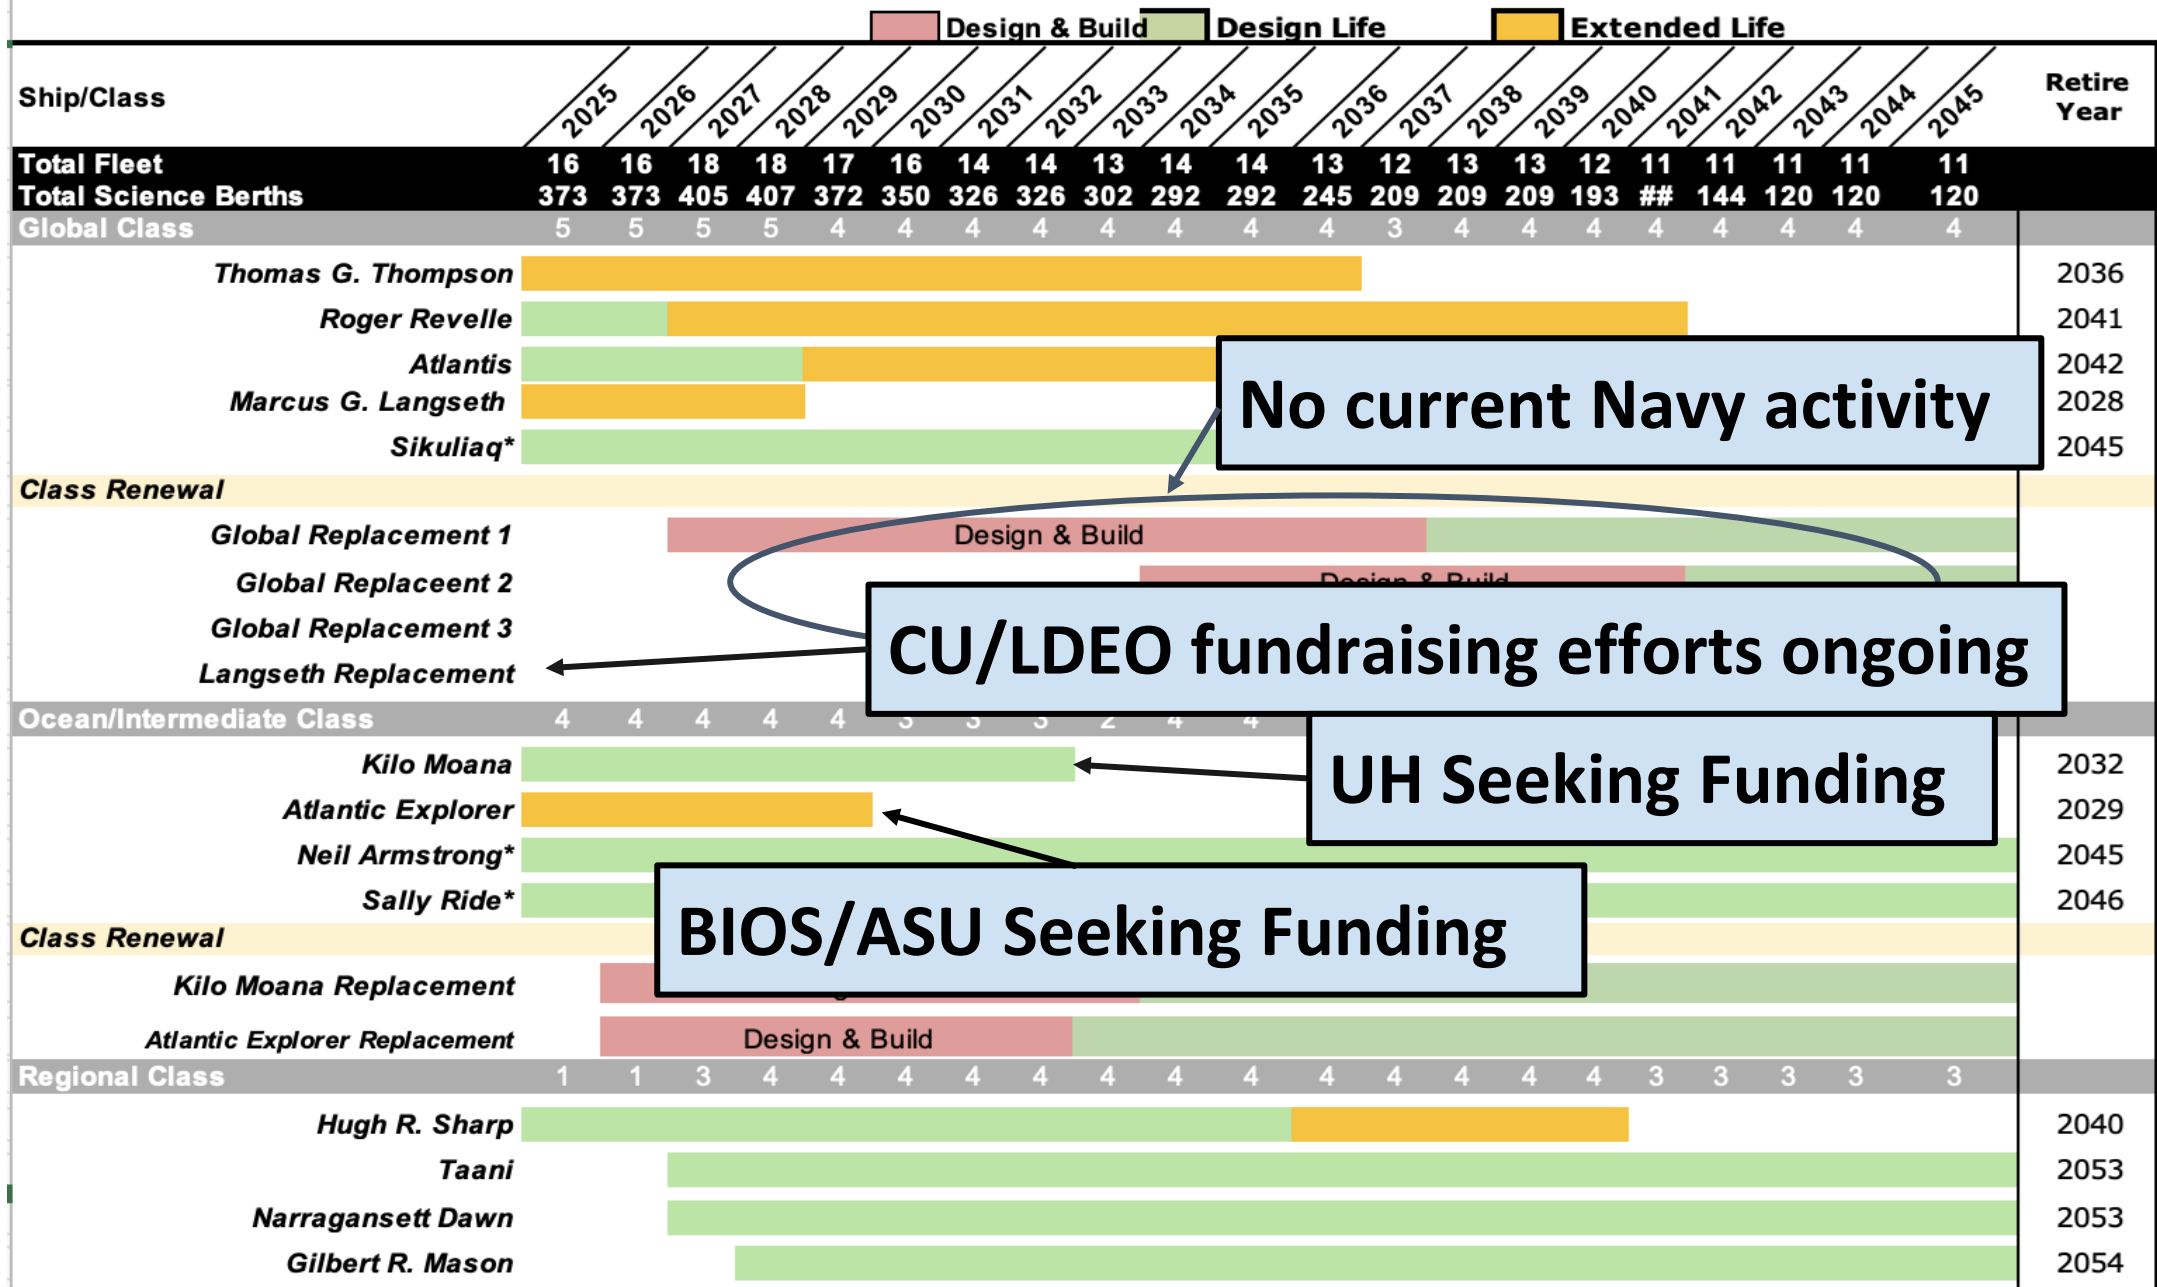 Design & Build Design Life Extended Life
Ship/Class 2025 2026 2027 2028 2029 2030 2031 2032 2033 2034 2035 2036 2037 2038 2039 2040 2041 2042 2043 2044 2045 Retire Year
Total Fleet 16 16 18 18 17 16 14 14 13 14 14 13 12 13 13 12 11 11 11 11 11
Total Science Berths 373 373 405 407 372 350 326 326 302 292 292 245 209 209 209 193 ## 144 120 120 120
Global Class 5 5 5 5 4 4 4 4 4 4 4 4 3 4 4 4 4 4 4 4 4
Thomas G. Thompson 2036
Roger Revelle 2041
Atlantis 2042
No current Navy activity
Marcus G. Langseth 2028
Sikuliaq* 2045
Class Renewal
Global Replacement 1 Design & Build
Global Replaceent 2 Design & Build
Global Replacement 3
CU/LDEO fundraising efforts ongoing
Langseth Replacement
Ocean/Intermediate Class 4 4 4 4 4 3 3 3 2 4 4
Kilo Moana 2032
UH Seeking Funding
Atlantic Explorer 2029
Neil Armstrong* 2045
Sally Ride* 2046
BIOS/ASU Seeking Funding
Class Renewal
Kilo Moana Replacement
Atlantic Explorer Replacement Design & Build
Regional Class 1 1 3 4 4 4 4 4 4 4 4 4 4 4 4 4 3 3 3 3 3
Hugh R. Sharp 2040
Taani 2053
Narragansett Dawn 2053
Gilbert R. Mason 2054